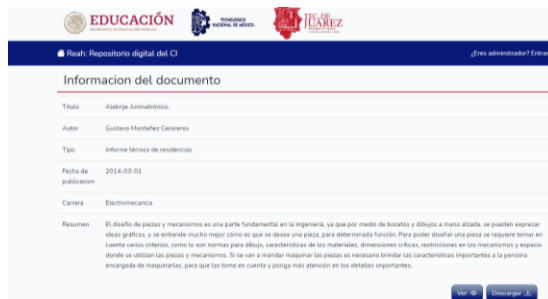 EDUCACIÓN
SECRETARÍA DE EDUCACIÓN PÚBLICA
TECNOLÓGICO
NACIONAL DE MÉXICO
TEC DE
JUÁREZ
Reah: Repositorio digital del CI
¿Eres adminstrador? Entrar
Informacion del documento
Titulo Alebrije Animatrónico.
Autor Gustavo Montañez Ceniceros
Tipo Informe técnico de residencias
Fecha de
publicacion
2014-03-01
Carrera Electromecanica
Resumen El diseño de piezas y mecanismos es una parte fundamental en la ingeniería, ya que por medio de bocetos y dibujos a mano alzada, se pueden expresar
ideas gráficas, y se entiende mucho mejor cómo es que se desea una pieza, para determinada función. Para poder diseñar una pieza se requiere tomar en
cuenta varios criterios, como lo son normas para dibujo, características de los materiales, dimensiones críticas, restricciones en los mecanismos y espacio
donde se utilizan las piezas y mecanismos. Si se van a mandar maquinar las piezas es necesario brindar las características importantes a la persona
encargada de maquinarlas, para que las tome en cuenta y ponga más atención en los detalles importantes.
Ver
Descargar